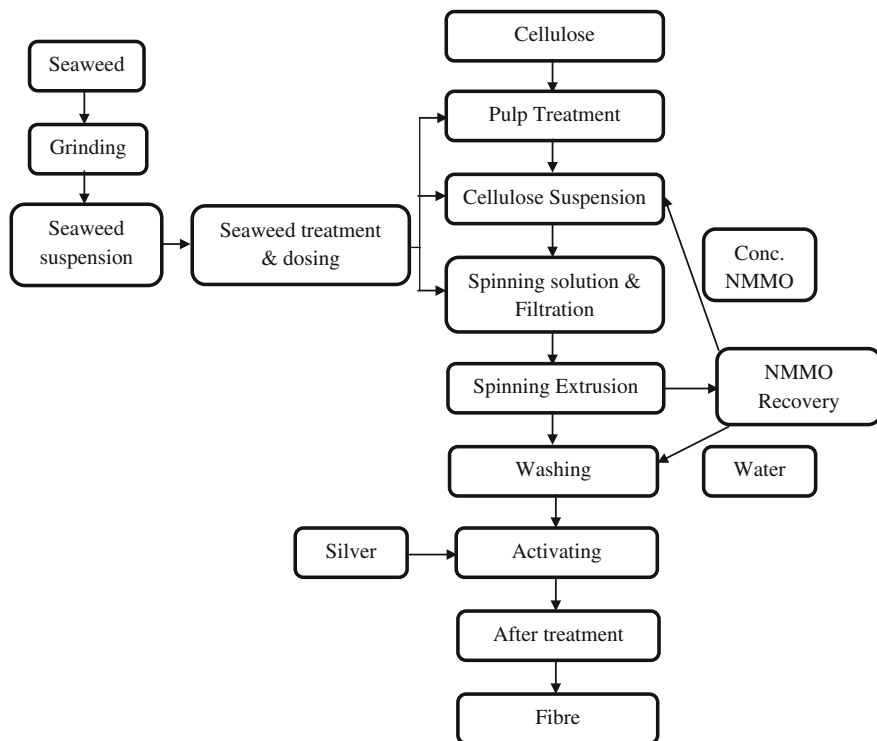 Cellulose
Seaweed
Pulp Treatment
Grinding
Cellulose Suspension
Seaweed
suspension
Seaweed treatment
& dosing
Conc.
NMMO
Spinning solution &
Filtration
Spinning Extrusion
NMMO
Recovery
Washing
Water
Silver
Activating
After treatment
Fibre